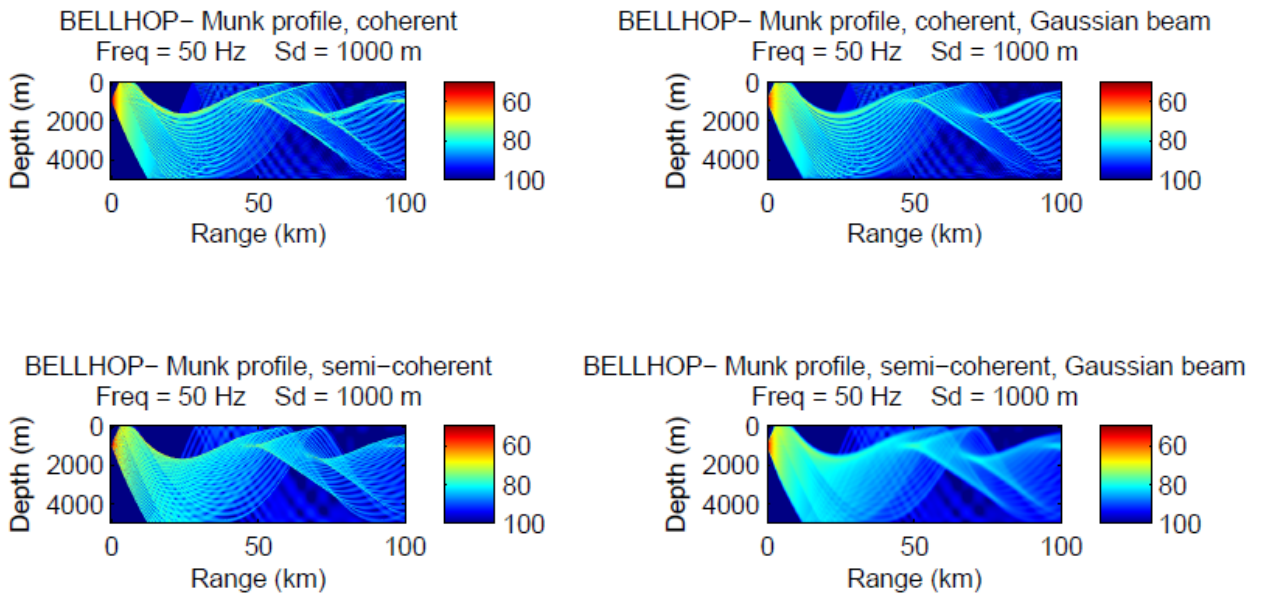 BELLHOP− Munk profile, coherent
Freq = 50 Hz Sd = 1000 m
Depth (m)
0
2000
4000
0 50 100
Range (km)
60
80
100
BELLHOP− Munk profile, coherent, Gaussian beam
Freq = 50 Hz Sd = 1000 m
Depth (m)
0
2000
4000
0 50 100
Range (km)
60
80
100
BELLHOP− Munk profile, semi−coherent
Freq = 50 Hz Sd = 1000 m
Depth (m)
0
2000
4000
0 50 100
Range (km)
60
80
100
BELLHOP− Munk profile, semi−coherent, Gaussian beam
Freq = 50 Hz Sd = 1000 m
Depth (m)
0
2000
4000
0 50 100
Range (km)
60
80
100